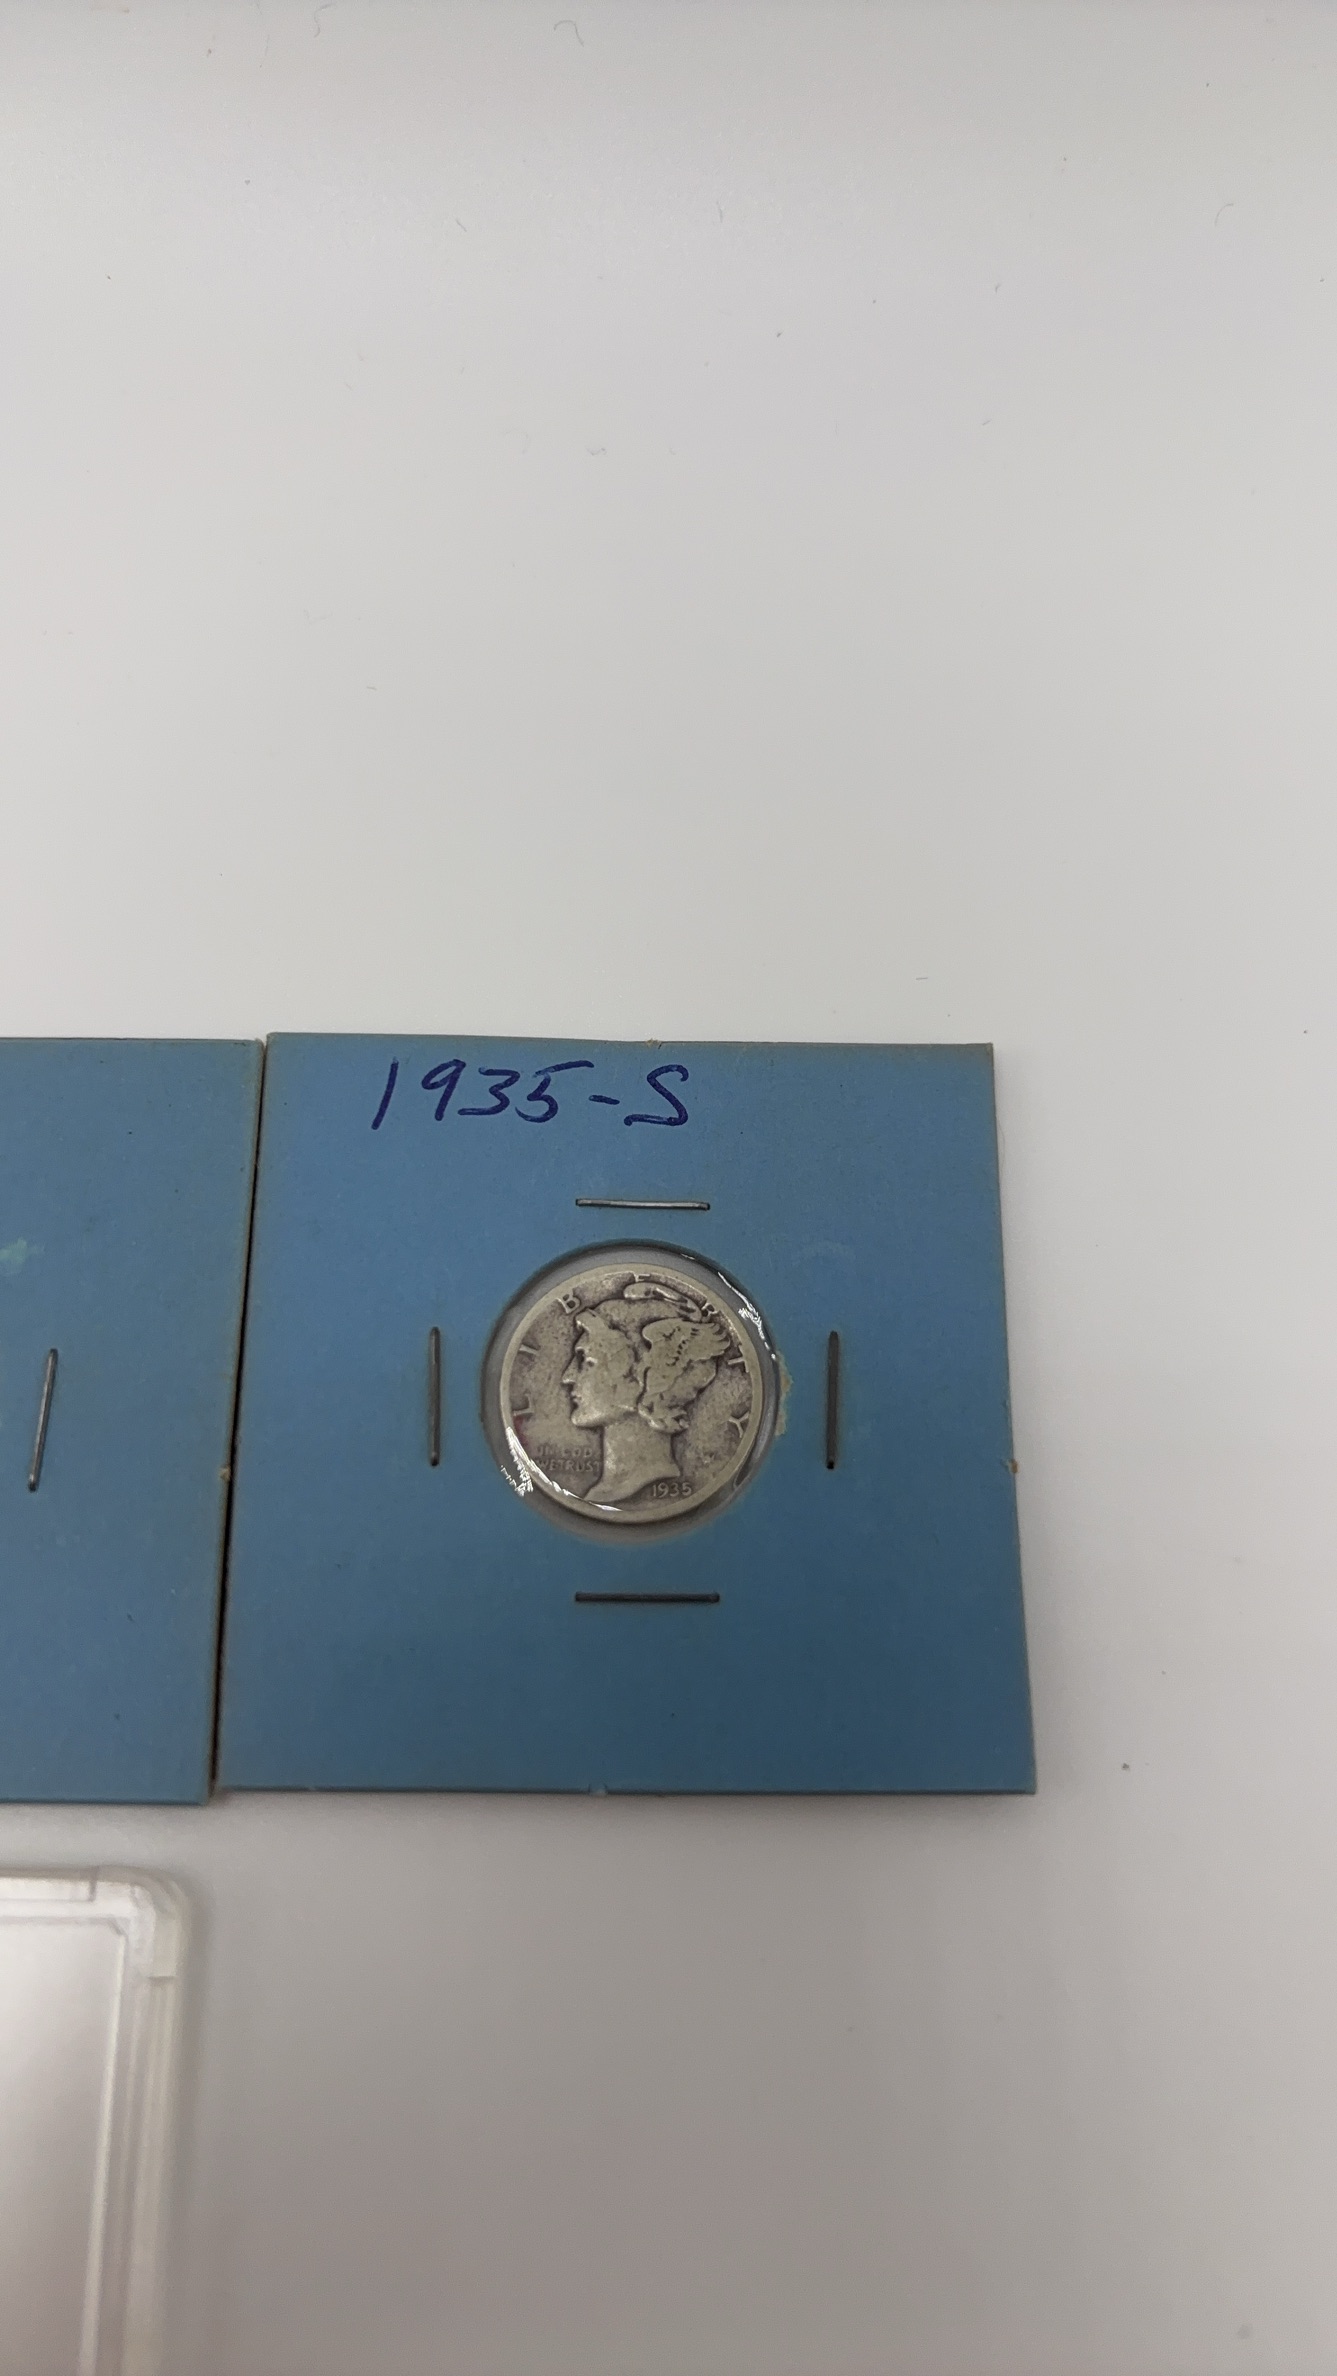 1935-S
LIBERTY
IN GOD
WE TRUST
1935